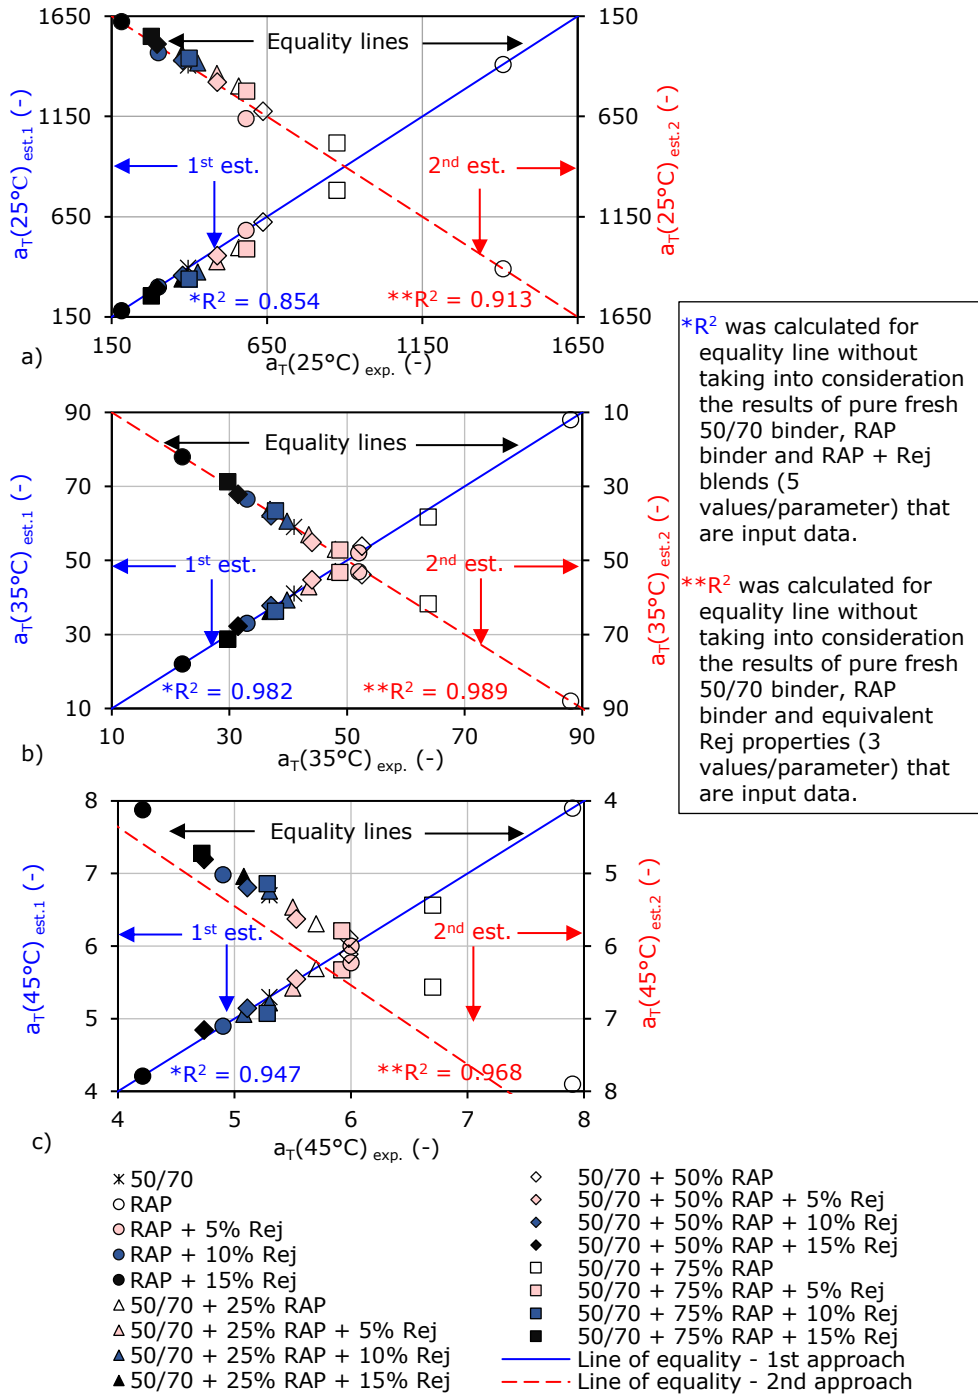 1650
1150
650
150
a_T(25°C) est.1 (-)
Equality lines
1st est.
2nd est.
*R² = 0.854
**R² = 0.913
150
650
1150
1650
a_T(25°C) est.2 (-)
150
650
1150
1650
a)
a_T(25°C) exp. (-)
90
70
50
30
10
a_T(35°C) est.1 (-)
Equality lines
1st est.
2nd est.
*R² = 0.982
**R² = 0.989
10
30
50
70
90
a_T(35°C) est.2 (-)
10
30
50
70
90
b)
a_T(35°C) exp. (-)
8
7
6
5
4
a_T(45°C) est.1 (-)
Equality lines
1st est.
2nd est.
*R² = 0.947
**R² = 0.968
4
5
6
7
8
a_T(45°C) est.2 (-)
4
5
6
7
8
c)
a_T(45°C) exp. (-)
*R² was calculated for
equality line without
taking into consideration
the results of pure fresh
50/70 binder, RAP
binder and RAP + Rej
blends (5
values/parameter) that
are input data.
**R² was calculated for
equality line without
taking into consideration
the results of pure fresh
50/70 binder, RAP
binder and equivalent
Rej properties (3
values/parameter) that
are input data.
50/70
RAP
RAP + 5% Rej
RAP + 10% Rej
RAP + 15% Rej
50/70 + 25% RAP
50/70 + 25% RAP + 5% Rej
50/70 + 25% RAP + 10% Rej
50/70 + 25% RAP + 15% Rej
50/70 + 50% RAP
50/70 + 50% RAP + 5% Rej
50/70 + 50% RAP + 10% Rej
50/70 + 50% RAP + 15% Rej
50/70 + 75% RAP
50/70 + 75% RAP + 5% Rej
50/70 + 75% RAP + 10% Rej
50/70 + 75% RAP + 15% Rej
Line of equality - 1st approach
Line of equality - 2nd approach